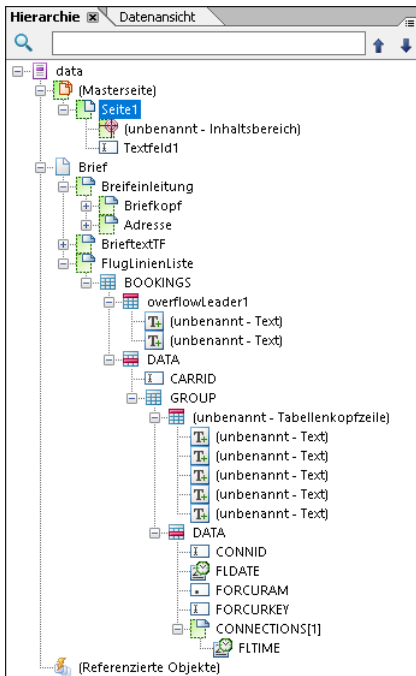 Hierarchie Datenansicht
data
(Masterseite)
Seite1
(unbenannt - Inhaltsbereich)
Textfeld1
Brief
Breifeinleitung
Briefkopf
Adresse
BrieftextTF
FlugLinienListe
BOOKINGS
overflowLeader1
(unbenannt - Text)
(unbenannt - Text)
DATA
CARRID
GROUP
(unbenannt - Tabellenkopfzeile)
(unbenannt - Text)
(unbenannt - Text)
(unbenannt - Text)
(unbenannt - Text)
(unbenannt - Text)
DATA
CONNID
FLDATE
FORCURAM
FORCURKEY
CONNECTIONS[1]
FLTIME
(Referenzierte Objekte)